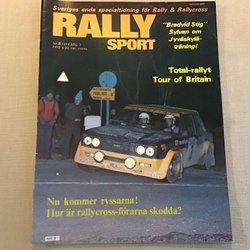 Sveriges enda specialtidning för Rally & Rallycross
RALLY
SPORT
"Bredvid Stig"
Sylvan om
Jyväskylä-
träning!
Total-rallyt
Tour of Britain
Nu kommer ryssarna!
Hur är rallycross-förarna skodda?